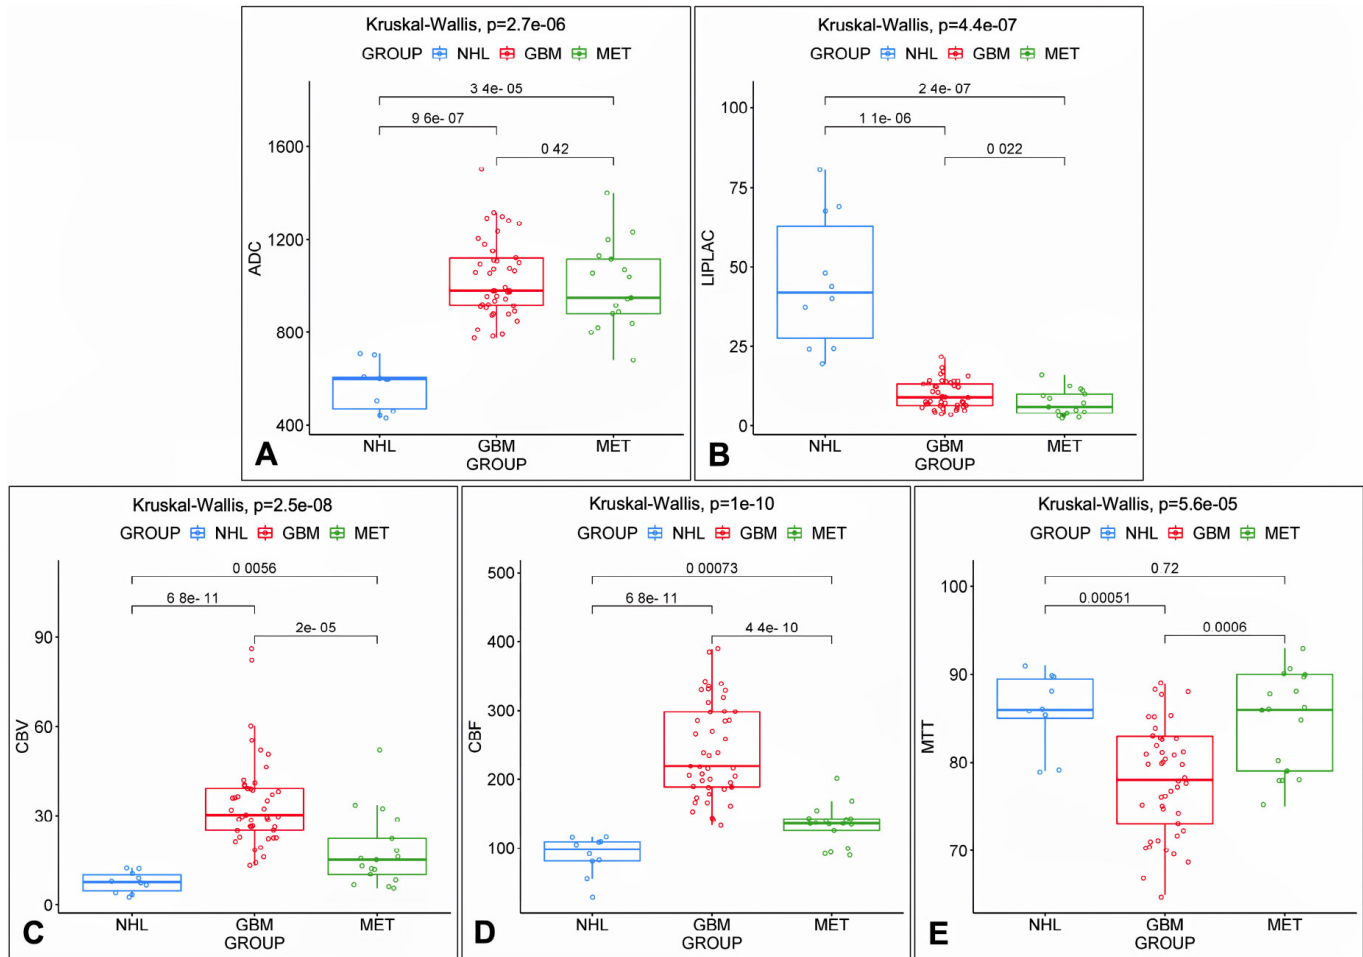 Kruskal-Wallis, p=2.7e-06
GROUP NHL GBM MET
3 4e- 05
9 6e- 07
0 42
1600
1200
800
400
ADC
NHL GBM MET
GROUP
A
Kruskal-Wallis, p=4.4e-07
GROUP NHL GBM MET
2 4e- 07
1 1e- 06
0 022
100
75
50
25
0
LIPLAC
NHL GBM MET
GROUP
B
Kruskal-Wallis, p=2.5e-08
GROUP NHL GBM MET
0 0056
6 8e- 11
2e- 05
90
60
30
0
CBV
NHL GBM MET
GROUP
C
Kruskal-Wallis, p=1e-10
GROUP NHL GBM MET
0 00073
6 8e- 11
4 4e- 10
500
400
300
200
100
CBF
NHL GBM MET
GROUP
D
Kruskal-Wallis, p=5.6e-05
GROUP NHL GBM MET
0 72
0.00051
0 0006
100
90
80
70
MTT
NHL GBM MET
GROUP
E